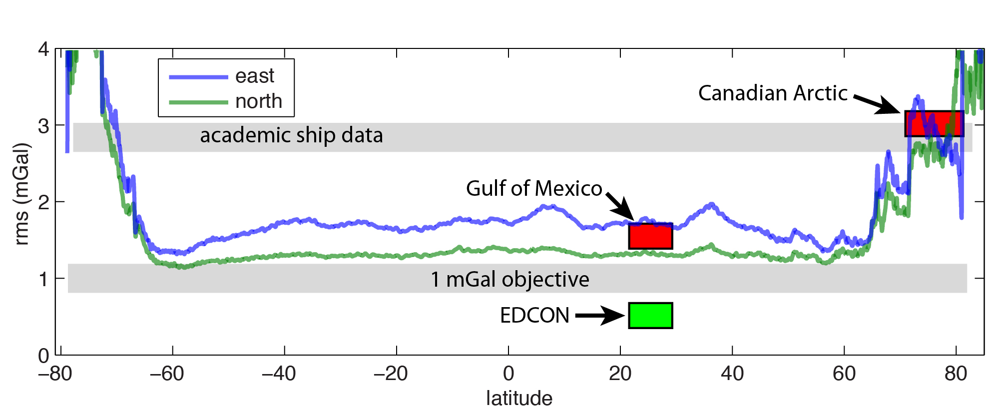 4
east
north
Canadian Arctic
3
academic ship data
Gulf of Mexico
2
rms (mGal)
1
1 mGal objective
EDCON
0
−80 −60 −40 −20 0 20 40 60 80
latitude